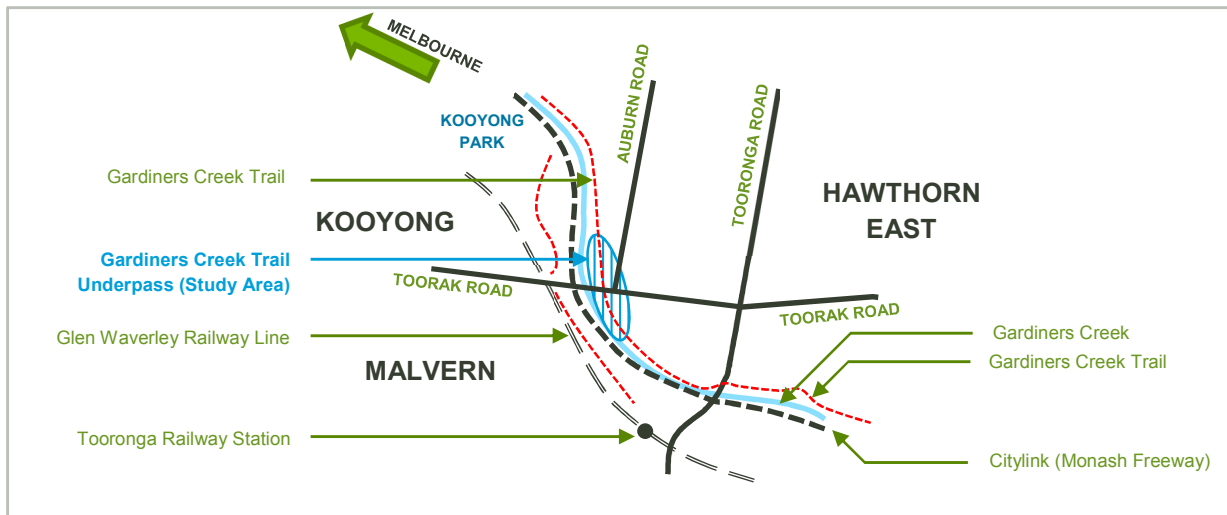 MELBOURNE
KOOYONG
PARK
AUBURN ROAD
TOORONGA ROAD
Gardiners Creek Trail
KOOYONG
HAWTHORN
EAST
Gardiners Creek Trail
Underpass (Study Area)
TOORAK ROAD
TOORAK ROAD
Glen Waverley Railway Line
Gardiners Creek
Gardiners Creek Trail
MALVERN
Tooronga Railway Station
Citylink (Monash Freeway)